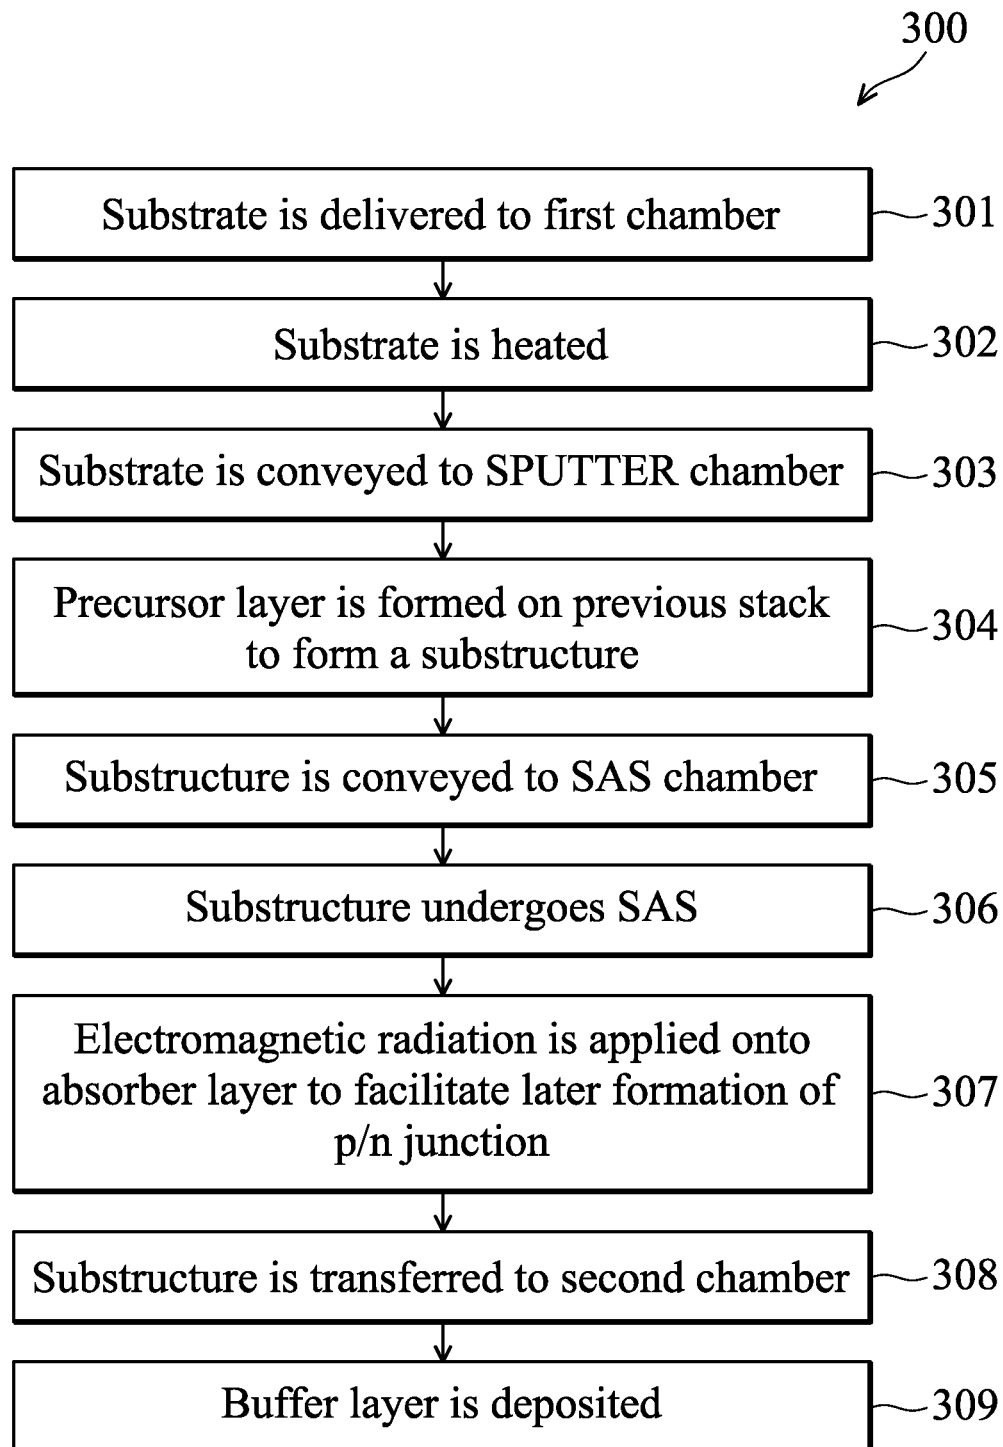 300
Substrate is delivered to first chamber
301
Substrate is heated
302
Substrate is conveyed to SPUTTER chamber
303
Precursor layer is formed on previous stack
to form a substructure
304
Substructure is conveyed to SAS chamber
305
Substructure undergoes SAS
306
Electromagnetic radiation is applied onto
absorber layer to facilitate later formation of
p/n junction
307
Substructure is transferred to second chamber
308
Buffer layer is deposited
309